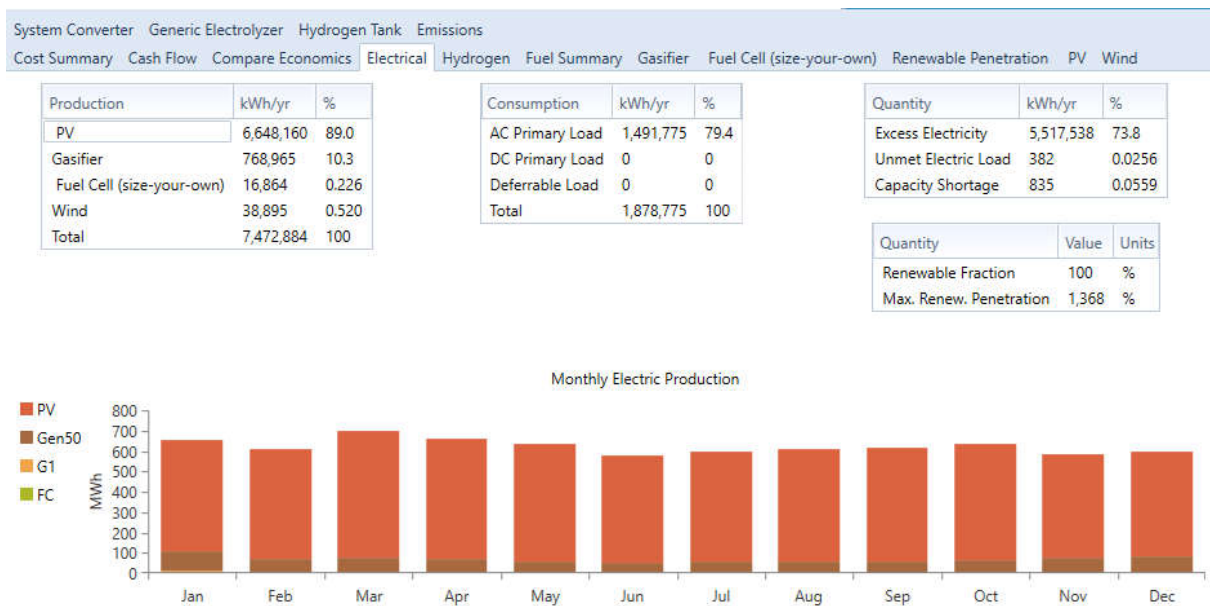 System Converter Generic Electrolyzer Hydrogen Tank Emissions
Cost Summary Cash Flow Compare Economics Electrical Hydrogen Fuel Summary Gasifier Fuel Cell (size-your-own) Renewable Penetration PV Wind
Production kWh/yr %
PV 6,648,160 89.0
Gasifier 768,965 10.3
Fuel Cell (size-your-own) 16,864 0.226
Wind 38,895 0.520
Total 7,472,884 100
Consumption kWh/yr %
AC Primary Load 1,491,775 79.4
DC Primary Load 0 0
Deferrable Load 0 0
Total 1,878,775 100
Quantity kWh/yr %
Excess Electricity 5,517,538 73.8
Unmet Electric Load 382 0.0256
Capacity Shortage 835 0.0559
Quantity Value Units
Renewable Fraction 100 %
Max. Renew. Penetration 1,368 %
Monthly Electric Production
PV
Gen50
G1
FC
MWh
800
700
600
500
400
300
200
100
0
Jan Feb Mar Apr May Jun Jul Aug Sep Oct Nov Dec